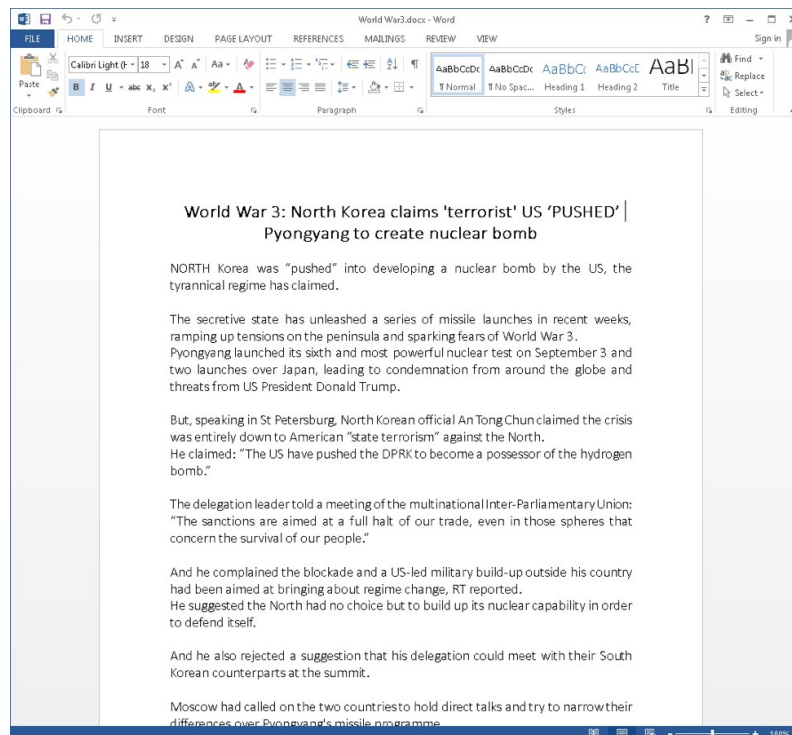 World War3.docx - Word
FILE HOME INSERT DESIGN PAGE LAYOUT REFERENCES MAILINGS REVIEW VIEW Sign in
Calibri Light (H 18 A A Aa
Paste B I U abc X₂ X² A A
AaBbCcDc AaBbCcDc AaBbCc AaBbCcD AaBl
¶ Normal ¶ No Spac... Heading 1 Heading 2 Title
Find
Replace
Select
Clipboard Font Paragraph Styles Editing
World War 3: North Korea claims 'terrorist' US ‘PUSHED’
Pyongyang to create nuclear bomb
NORTH Korea was “pushed” into developing a nuclear bomb by the US, the
tyrannical regime has claimed.
The secretive state has unleashed a series of missile launches in recent weeks,
ramping up tensions on the peninsula and sparking fears of World War 3.
Pyongyang launched its sixth and most powerful nuclear test on September 3 and
two launches over Japan, leading to condemnation from around the globe and
threats from US President Donald Trump.
But, speaking in St Petersburg, North Korean official An Tong Chun claimed the crisis
was entirely down to American “state terrorism” against the North.
He claimed: “The US have pushed the DPRK to become a possessor of the hydrogen
bomb.”
The delegation leader told a meeting of the multinational Inter-Parliamentary Union:
“The sanctions are aimed at a full halt of our trade, even in those spheres that
concern the survival of our people.”
And he complained the blockade and a US-led military build-up outside his country
had been aimed at bringing about regime change, RT reported.
He suggested the North had no choice but to build up its nuclear capability in order
to defend itself.
And he also rejected a suggestion that his delegation could meet with their South
Korean counterparts at the summit.
Moscow had called on the two countries to hold direct talks and try to narrow their
differences over Pyongyang's missile programme
100%